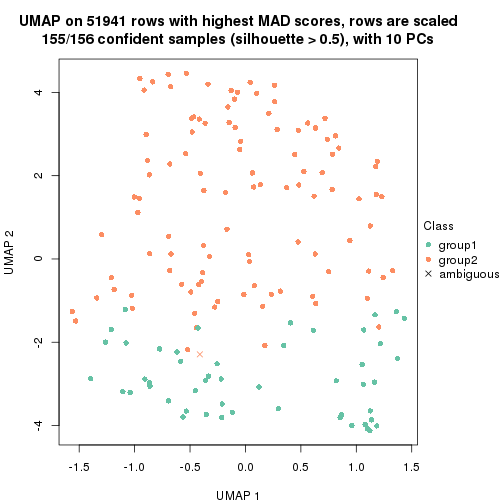 UMAP on 51941 rows with highest MAD scores, rows are scaled
155/156 confident samples (silhouette > 0.5), with 10 PCs
4
2
0
-2
-4
UMAP 2
-1.5
-1.0
-0.5
0.0
0.5
1.0
1.5
UMAP 1
Class
group1
group2
ambiguous